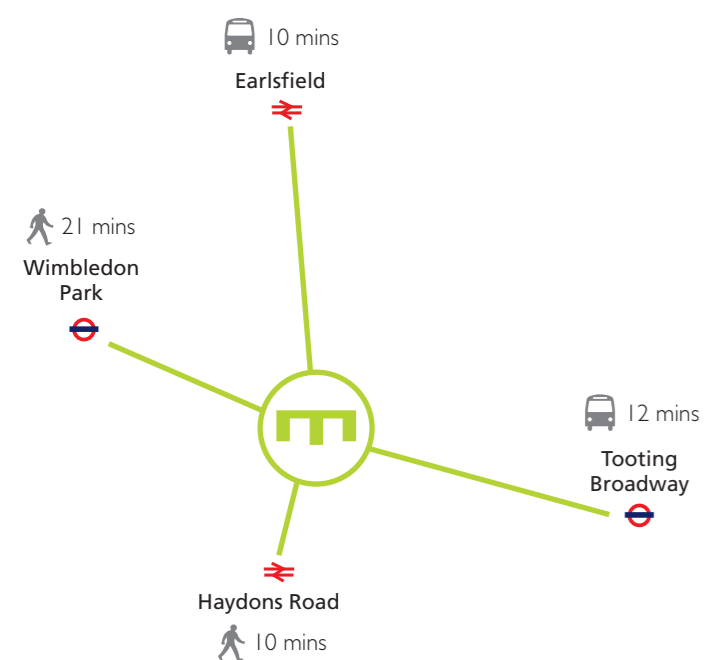 10 mins
Earlsfield
21 mins
Wimbledon
Park
m
12 mins
Tooting
Broadway
Haydons Road
10 mins